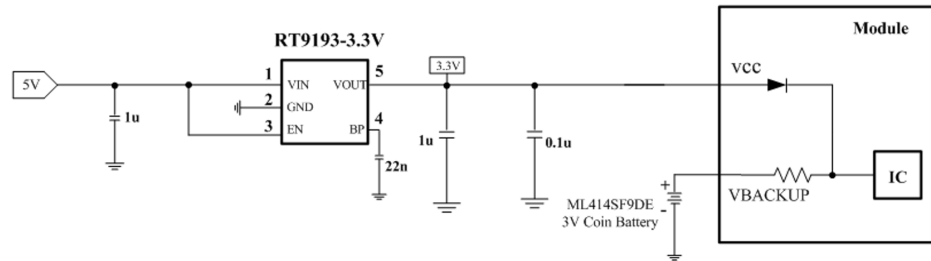 Module
RT9193-3.3V
5V
1
VIN
VOUT
5
3.3V
VCC
2
GND
3
EN
BP
4
1u
22n
1u
0.1u
+
-
ML414SF9DE
3V Coin Battery
VBACKUP
IC